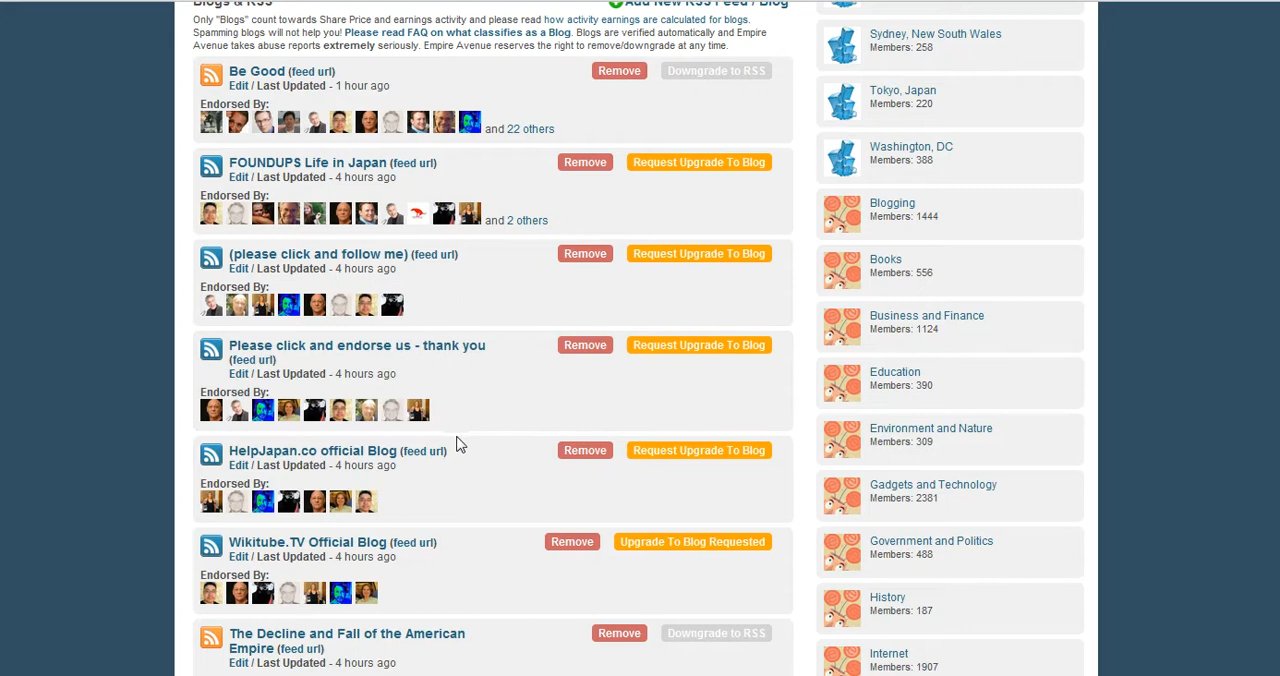 Blogs & RSS
Add New RSS Feed / Blog
Only "Blogs" count towards Share Price and earnings activity and please read how activity earnings are calculated for blogs.
Spamming blogs will not help you! Please read FAQ on what classifies as a Blog. Blogs are verified automatically and Empire
Avenue takes abuse reports extremely seriously. Empire Avenue reserves the right to remove/downgrade at any time.
Be Good (feed url)
Remove
Downgrade to RSS
Edit / Last Updated - 1 hour ago
Endorsed By:
and 22 others
FOUNDUPS Life in Japan (feed url)
Remove
Request Upgrade To Blog
Edit / Last Updated - 4 hours ago
Endorsed By:
and 2 others
(please click and follow me) (feed url)
Remove
Request Upgrade To Blog
Edit / Last Updated - 4 hours ago
Endorsed By:
Please click and endorse us - thank you
(feed url)
Remove
Request Upgrade To Blog
Edit / Last Updated - 4 hours ago
Endorsed By:
HelpJapan.co official Blog (feed url)
Remove
Request Upgrade To Blog
Edit / Last Updated - 4 hours ago
Endorsed By:
Wikitube.TV Official Blog (feed url)
Remove
Upgrade To Blog Requested
Edit / Last Updated - 4 hours ago
Endorsed By:
The Decline and Fall of the American
Empire (feed url)
Remove
Downgrade to RSS
Edit / Last Updated - 4 hours ago
Sydney, New South Wales
Members: 258
Tokyo, Japan
Members: 220
Washington, DC
Members: 388
Blogging
Members: 1444
Books
Members: 556
Business and Finance
Members: 1124
Education
Members: 390
Environment and Nature
Members: 309
Gadgets and Technology
Members: 2381
Government and Politics
Members: 488
History
Members: 187
Internet
Members: 1907